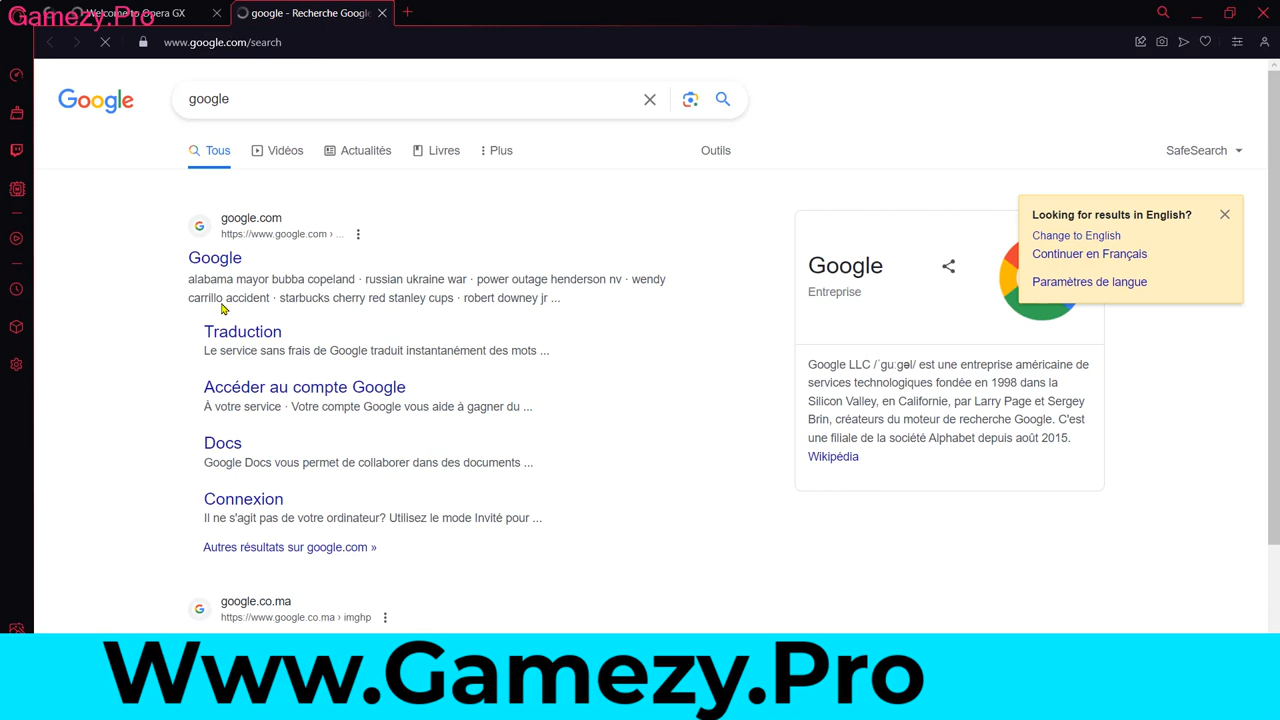 Gamezy.Pro
Welcome to Opera GX
google - Recherche Google
www.google.com/search
Google
google
Tous
Vidéos
Actualités
Livres
Plus
Outils
SafeSearch
google.com
https://www.google.com › ...
Google
alabama mayor bubba copeland · russian ukraine war · power outage henderson nv · wendy
carrillo accident · starbucks cherry red stanley cups · robert downey jr ...
Traduction
Le service sans frais de Google traduit instantanément des mots ...
Accéder au compte Google
À votre service · Votre compte Google vous aide à gagner du ...
Docs
Google Docs vous permet de collaborer dans des documents ...
Connexion
Il ne s'agit pas de votre ordinateur? Utilisez le mode Invité pour ...
Autres résultats sur google.com »
google.co.ma
https://www.google.co.ma › imghp
Google
Entreprise
Google LLC /ˈguːgəl/ est une entreprise américaine de
services technologiques fondée en 1998 dans la
Silicon Valley, en Californie, par Larry Page et Sergey
Brin, créateurs du moteur de recherche Google. C'est
une filiale de la société Alphabet depuis août 2015.
Wikipédia
Looking for results in English?
Change to English
Continuer en Français
Paramètres de langue
Www.Gamezy.Pro